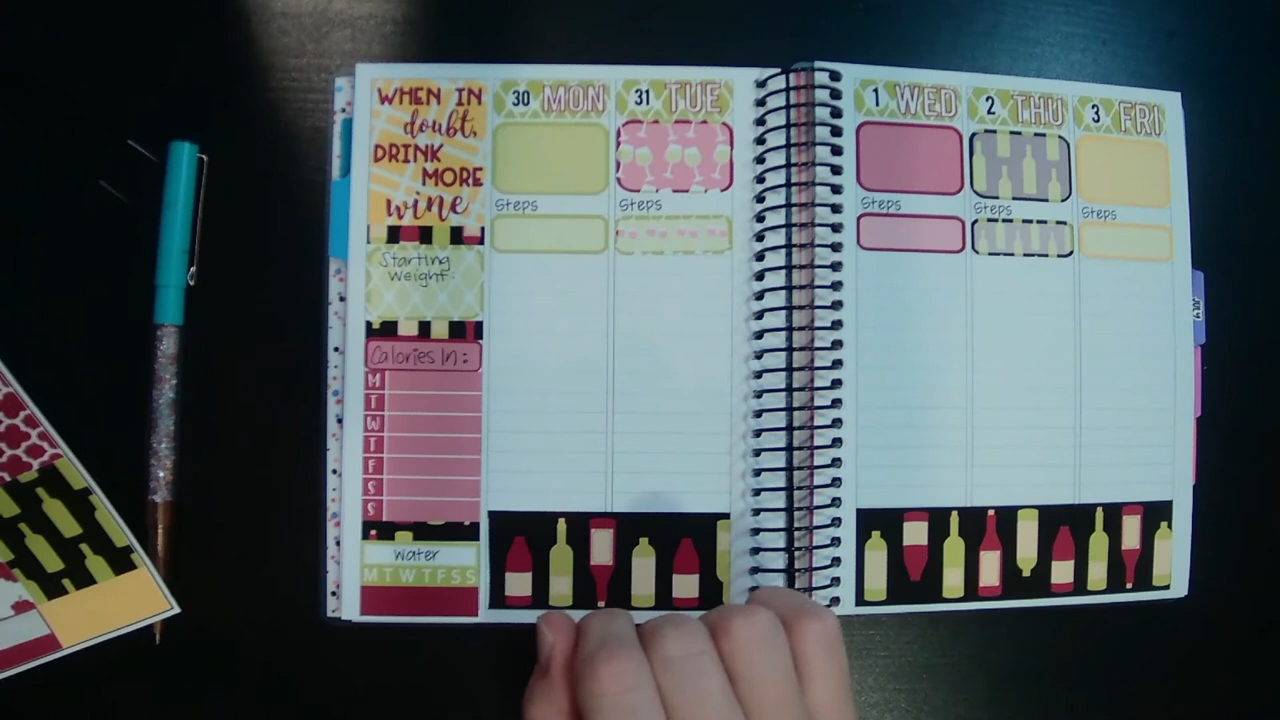 WHEN IN
doubt,
DRINK
MORE
wine
Starting
Weight:
Calories In:
M
T
W
T
F
S
S
Water
MTWTFSS
30 MON
Steps
31 TUE
Steps
1 WED
Steps
2 THU
Steps
3 FRI
Steps
JULY